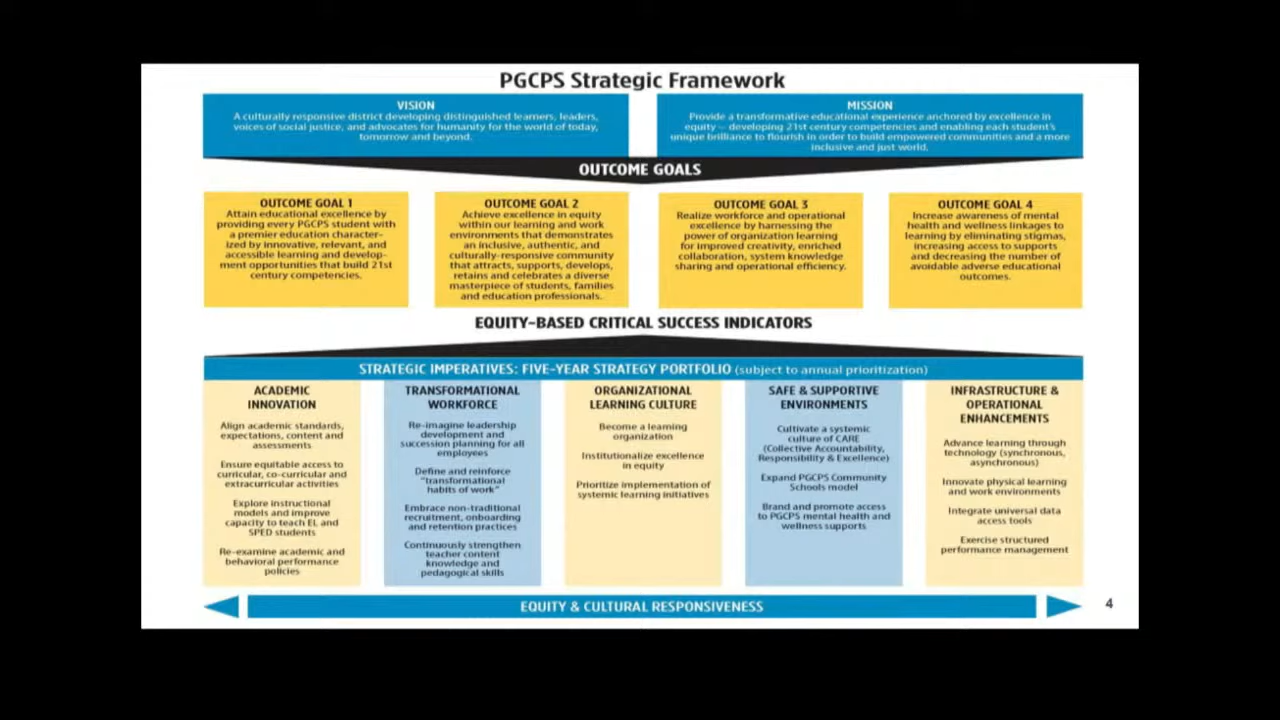 PGCPS Strategic Framework
VISION
A culturally responsive district developing distinguished learners, leaders,
voices of social justice, and advocates for humanity for the world of today,
tomorrow and beyond.
MISSION
Provide a transformative educational experience anchored by excellence in
equity — developing 21st century competencies and enabling each student's
unique brilliance to flourish in order to build empowered communities and a more
inclusive and just world.
OUTCOME GOALS
OUTCOME GOAL 1
Attain educational excellence by
providing every PGCPS student with
a premier education character-
ized by innovative, relevant, and
accessible learning and develop-
ment opportunities that build 21st
century competencies.
OUTCOME GOAL 2
Achieve excellence in equity
within our learning and work
environments that demonstrates
an inclusive, authentic, and
culturally-responsive community
that attracts, supports, develops,
retains and celebrates a diverse
masterpiece of students, families
and education professionals.
OUTCOME GOAL 3
Realize workforce and operational
excellence by harnessing the
power of organization learning
for improved creativity, enriched
collaboration, system knowledge
sharing and operational efficiency.
OUTCOME GOAL 4
Increase awareness of mental
health and wellness linkages to
learning by eliminating stigmas,
increasing access to supports
and decreasing the number of
avoidable adverse educational
outcomes.
EQUITY-BASED CRITICAL SUCCESS INDICATORS
STRATEGIC IMPERATIVES: FIVE-YEAR STRATEGY PORTFOLIO (subject to annual prioritization)
ACADEMIC
INNOVATION
Align academic standards,
expectations, content and
assessments
Ensure equitable access to
curricular, co-curricular and
extracurricular activities
Explore instructional
models and improve
capacity to teach EL and
SPED students
Re-examine academic and
behavioral performance
policies
TRANSFORMATIONAL
WORKFORCE
Re-imagine leadership
development and
succession planning for all
employees
Define and reinforce
"transformational
habits of work"
Embrace non-traditional
recruitment, onboarding
and retention practices
Continuously strengthen
teacher content
knowledge and
pedagogical skills
ORGANIZATIONAL
LEARNING CULTURE
Become a learning
organization
Institutionalize excellence
in equity
Prioritize implementation of
systemic learning initiatives
SAFE & SUPPORTIVE
ENVIRONMENTS
Cultivate a systemic
culture of CARE
(Collective Accountability,
Responsibility & Excellence)
Expand PGCPS Community
Schools model
Brand and promote access
to PGCPS mental health and
wellness supports
INFRASTRUCTURE &
OPERATIONAL
ENHANCEMENTS
Advance learning through
technology (synchronous,
asynchronous)
Innovate physical learning
and work environments
Integrate universal data
access tools
Exercise structured
performance management
EQUITY & CULTURAL RESPONSIVENESS
4